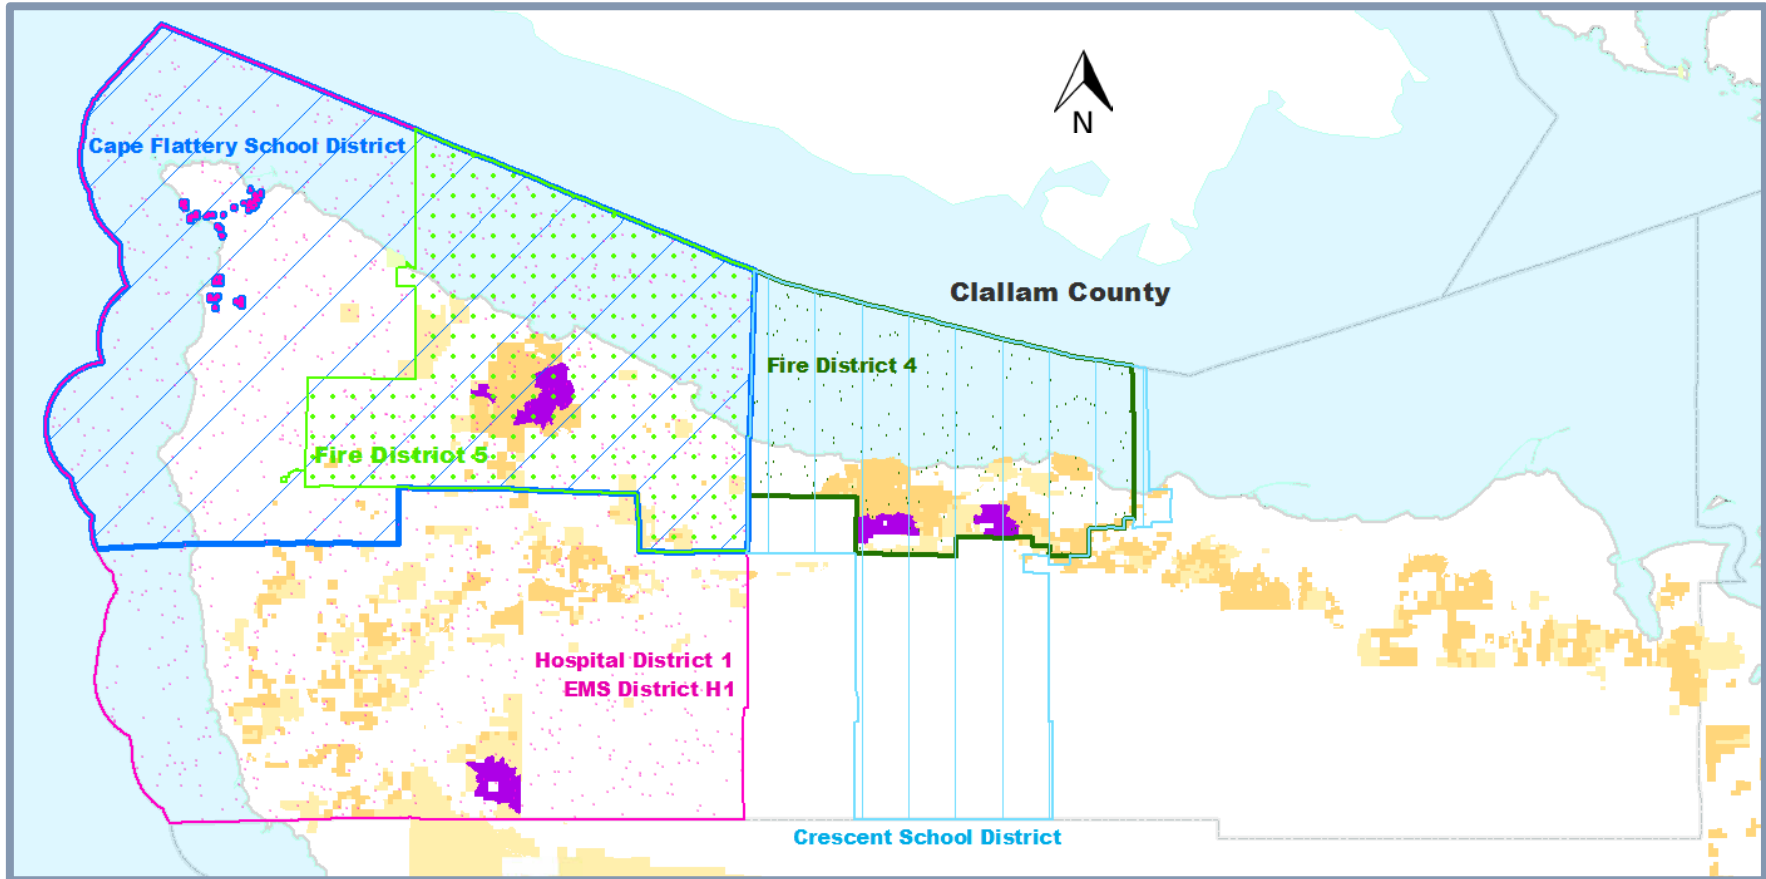 Cape Flattery School District
N
Clallam County
Fire District 4
Fire District 5
Hospital District 1
EMS District H1
Crescent School District